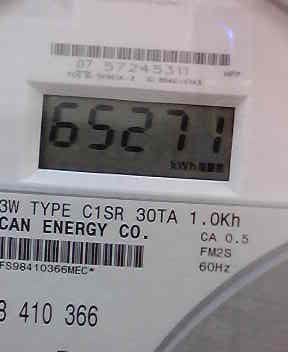 07 57245311
65271
kWh
3W TYPE C1SR 30TA 1.0Kh
CAN ENERGY CO.
CA 0.5
FM2S
FS98410366MEC*
60Hz
8 410 366